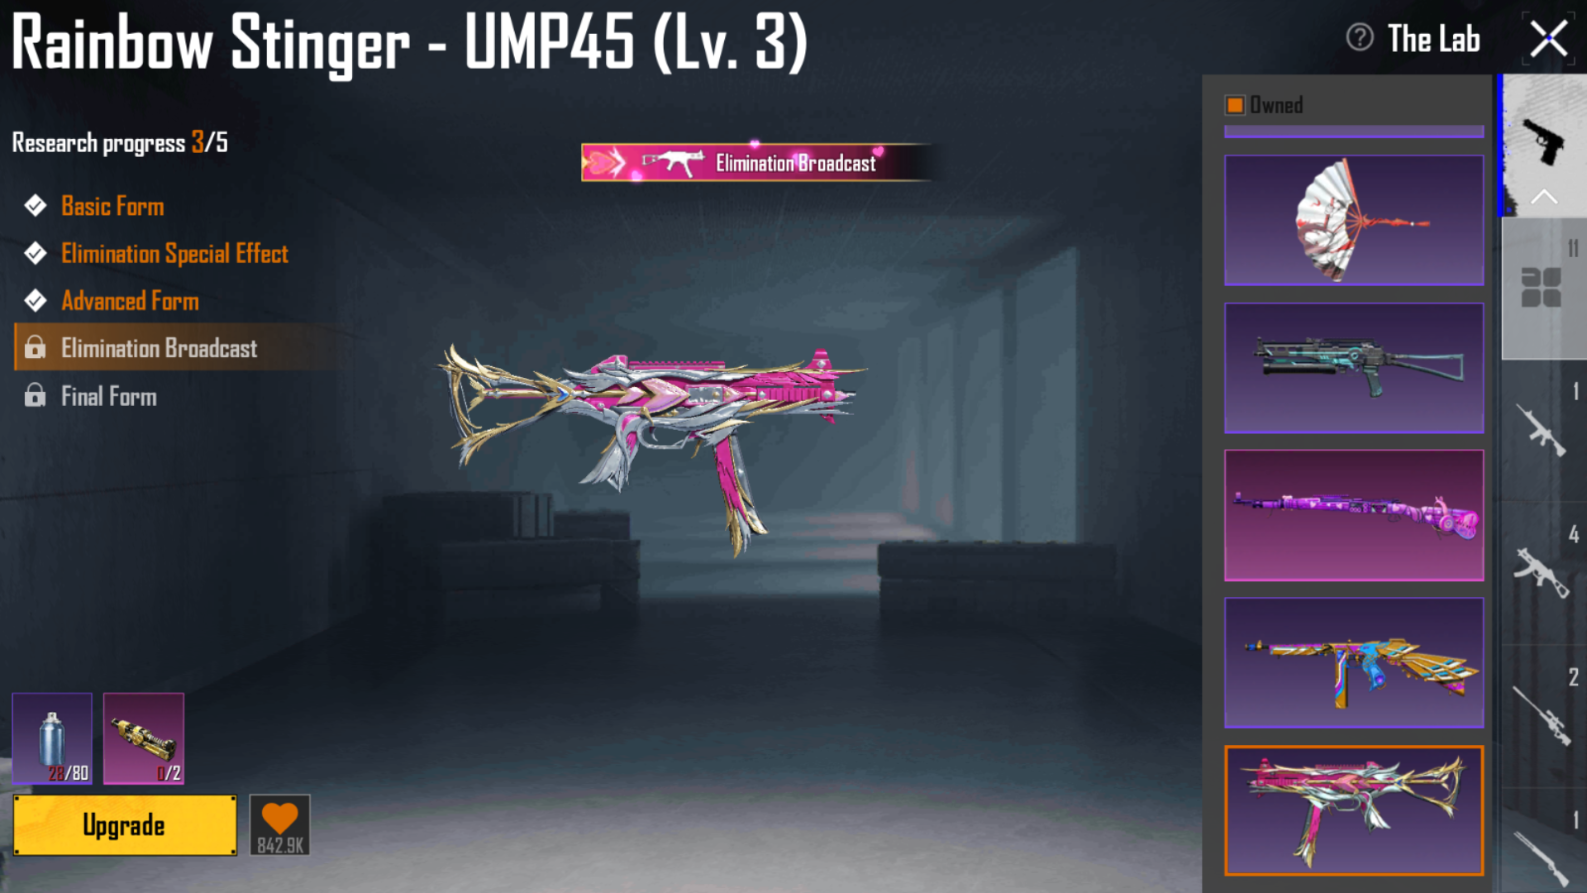 Rainbow Stinger - UMP45 (Lv. 3)
The Lab
Owned
Research progress 3/5
Elimination Broadcast
Basic Form
Elimination Special Effect
Advanced Form
Elimination Broadcast
Final Form
11
1
4
2
1
28/80
0/2
Upgrade
842.9K